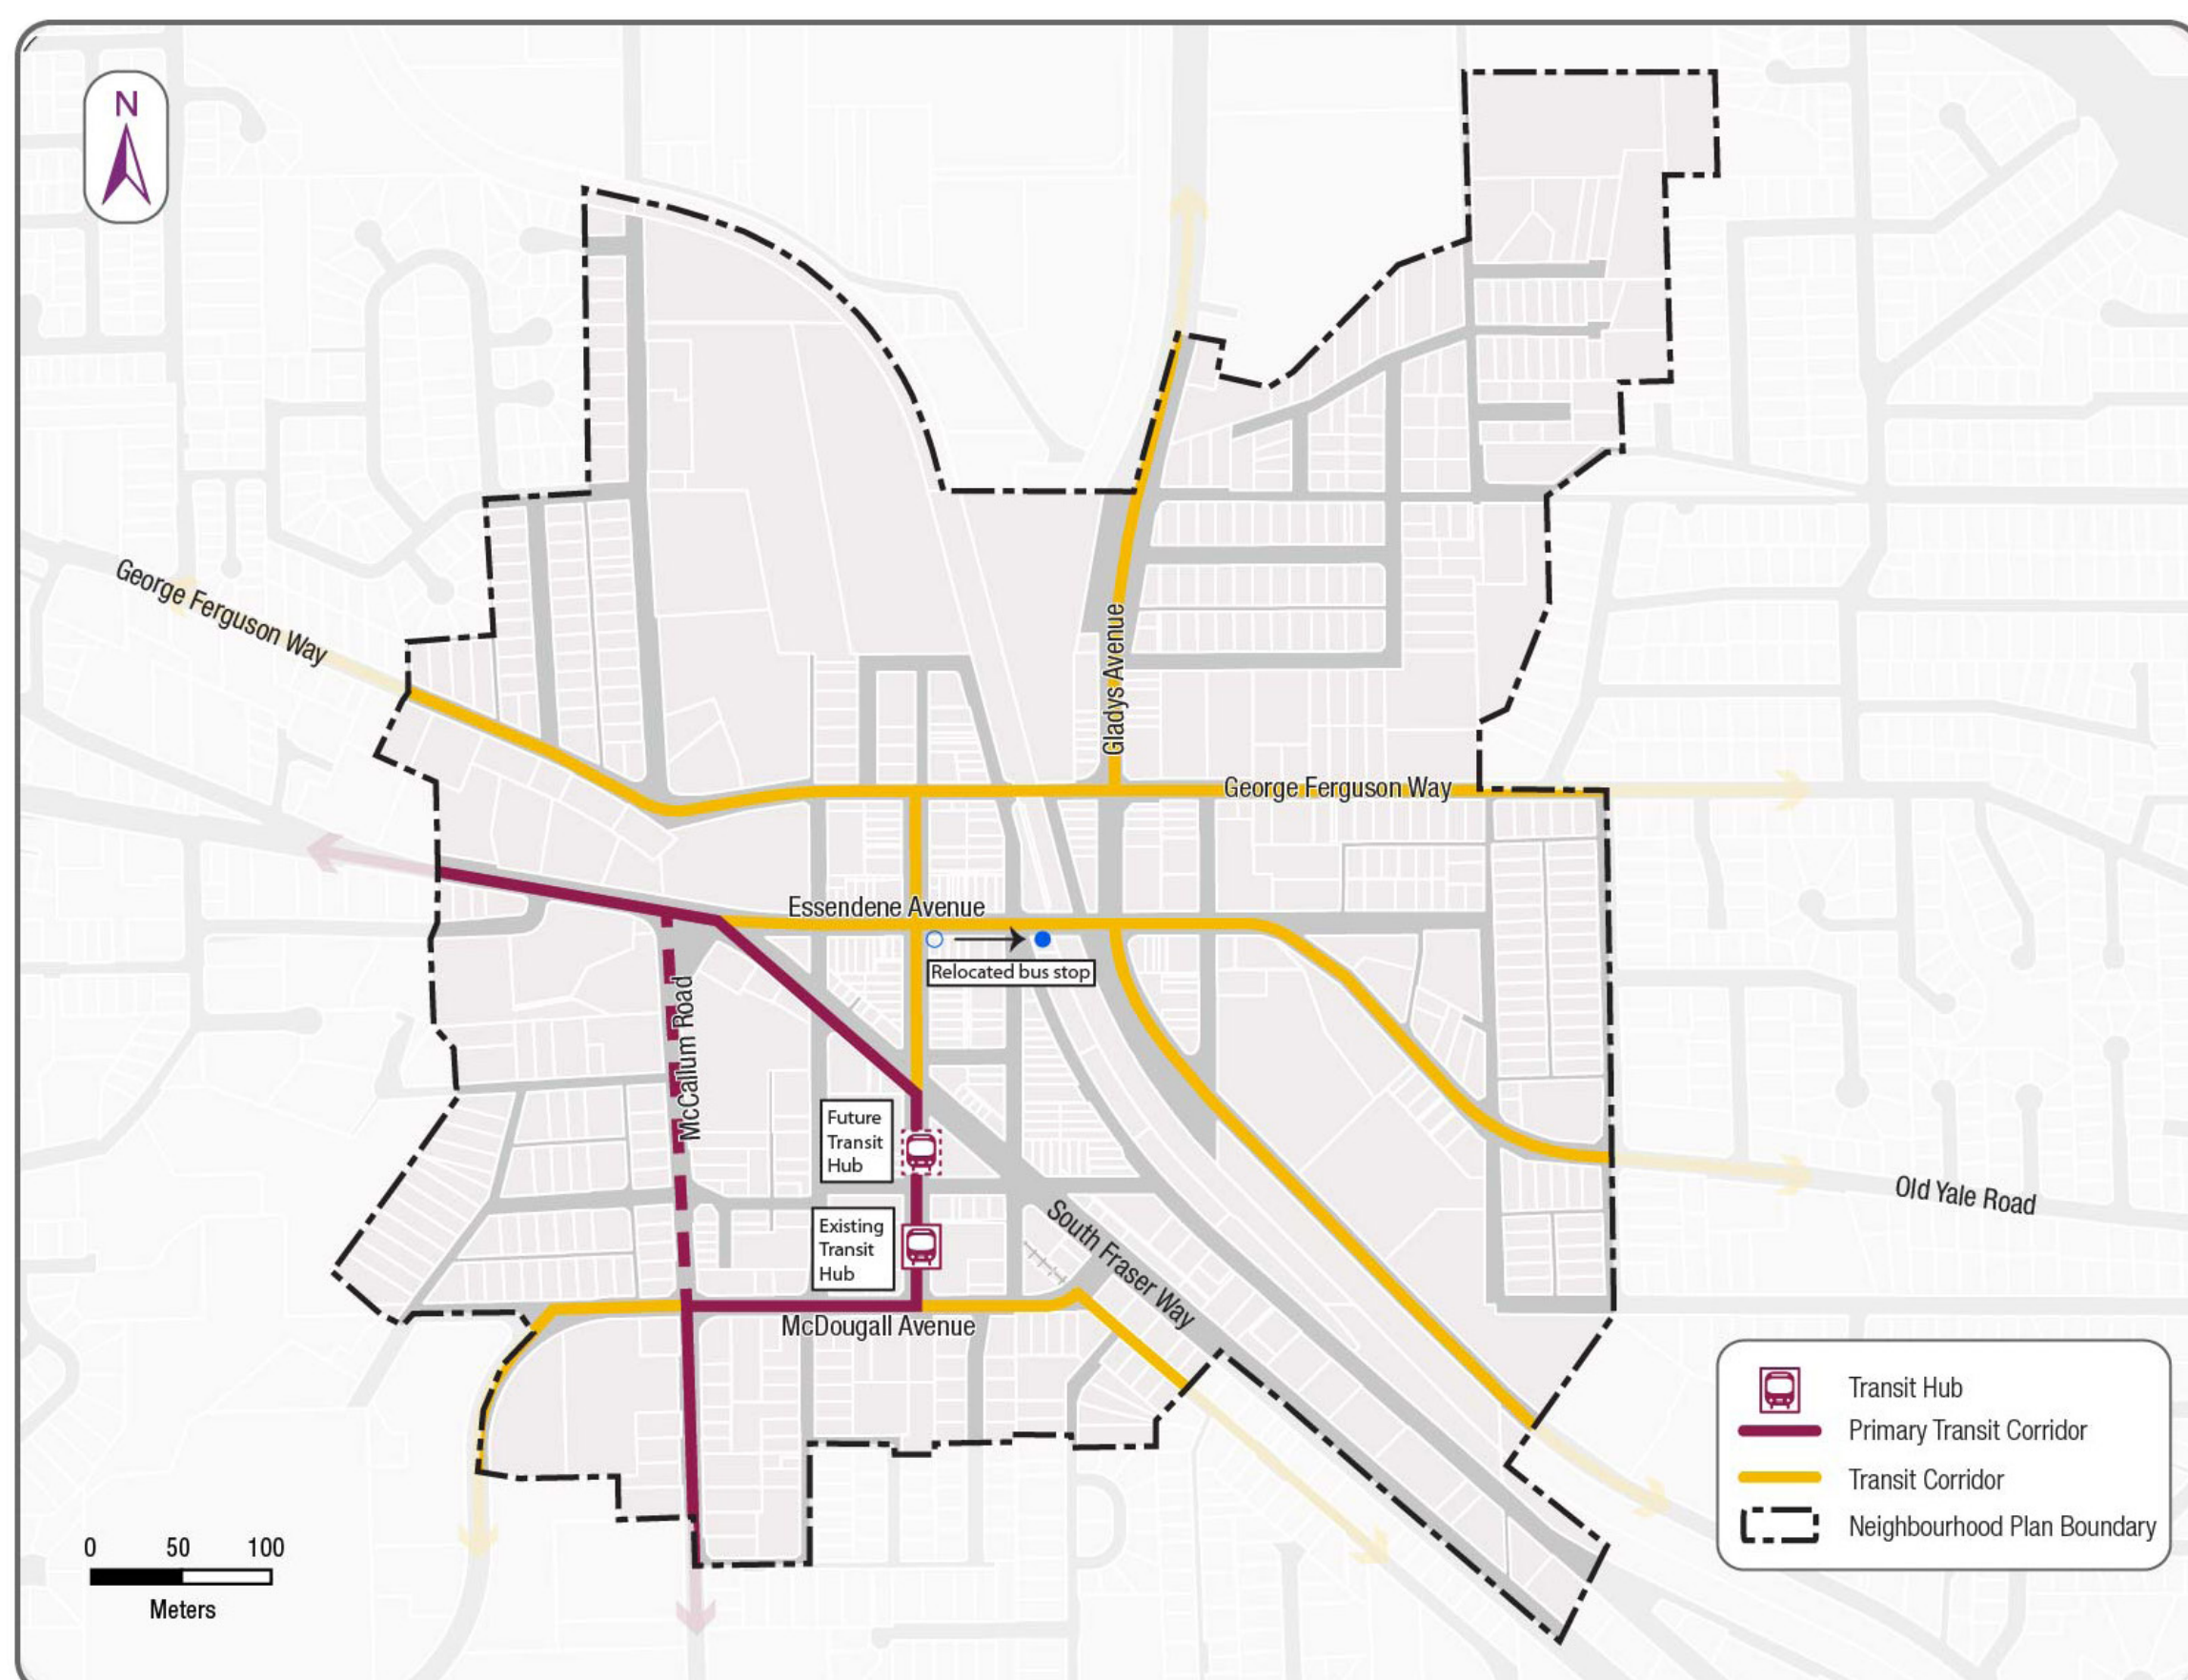 N
George Ferguson Way
Gladys Avenue
George Ferguson Way
Essendene Avenue
Relocated bus stop
McCallum Road
Future
Transit
Hub
Existing
Transit
Hub
South Fraser Way
Old Yale Road
McDougall Avenue
Transit Hub
Primary Transit Corridor
Transit Corridor
Neighbourhood Plan Boundary
0 50 100
Meters